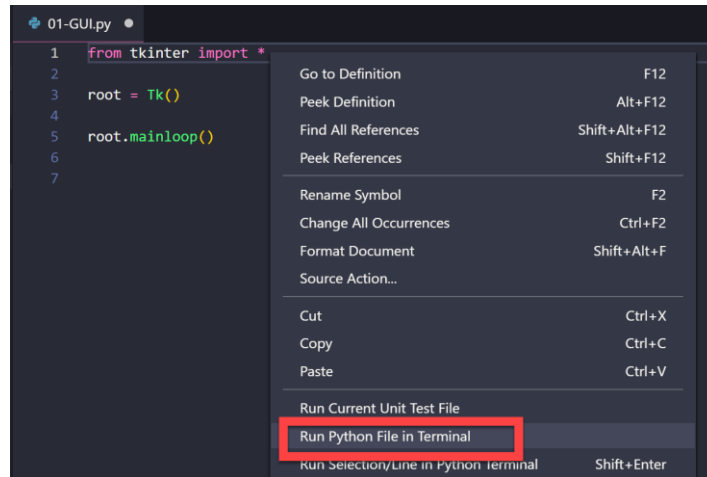 01-GUI.py
1 from tkinter import *
2
3 root = Tk()
4
5 root.mainloop()
6
7
Go to Definition F12
Peek Definition Alt+F12
Find All References Shift+Alt+F12
Peek References Shift+F12
Rename Symbol F2
Change All Occurrences Ctrl+F2
Format Document Shift+Alt+F
Source Action...
Cut Ctrl+X
Copy Ctrl+C
Paste Ctrl+V
Run Current Unit Test File
Run Python File in Terminal
Run Selection/Line in Python Terminal Shift+Enter